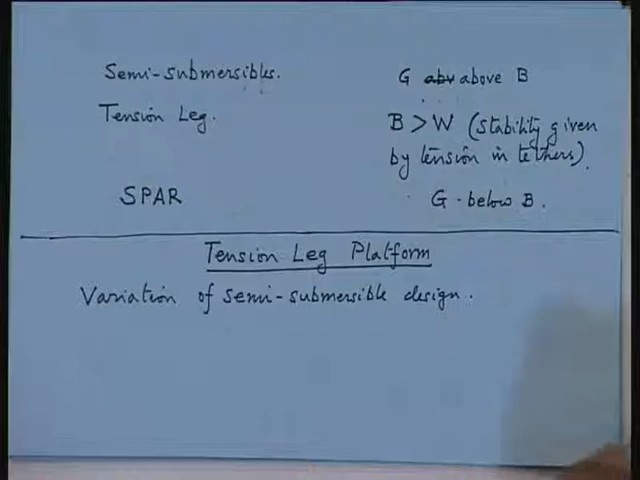 Semi-submersibles. G abv above B
Tension Leg. B > W (stability given
by tension in tethers).
SPAR G - below B.
Tension Leg Platform
Variation of semi-submersible design.